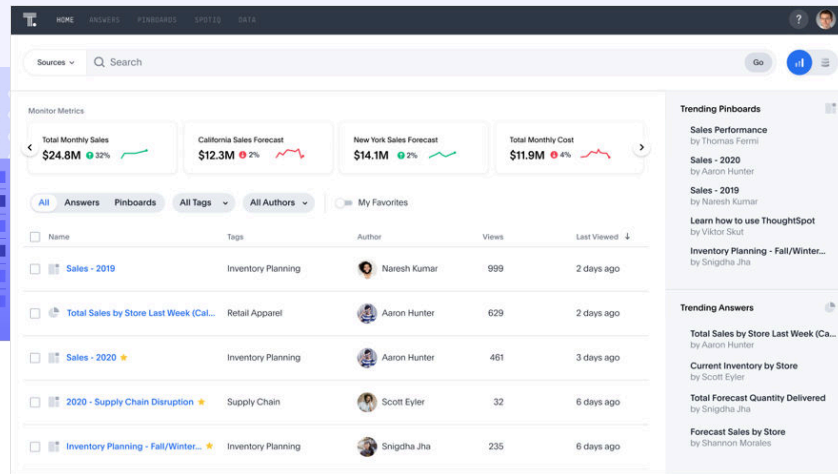 HOME ANSWERS PINBOARDS SPOTIQ DATA ?
Sources Search Go
Monitor Metrics
Total Monthly Sales
$24.8M 32%
California Sales Forecast
$12.3M 2%
New York Sales Forecast
$14.1M 2%
Total Monthly Cost
$11.9M 4%
All Answers Pinboards All Tags All Authors My Favorites
Name Tags Author Views Last Viewed
Sales - 2019 Inventory Planning Naresh Kumar 999 2 days ago
Total Sales by Store Last Week (Cal... Retail Apparel Aaron Hunter 629 2 days ago
Sales - 2020 Inventory Planning Aaron Hunter 461 3 days ago
2020 - Supply Chain Disruption Supply Chain Scott Eyler 32 6 days ago
Inventory Planning - Fall/Winter... Inventory Planning Snigdha Jha 235 6 days ago
Trending Pinboards
Sales Performance
by Thomas Fermi
Sales - 2020
by Aaron Hunter
Sales - 2019
by Naresh Kumar
Learn how to use ThoughtSpot
by Viktor Skut
Inventory Planning - Fall/Winter...
by Snigdha Jha
Trending Answers
Total Sales by Store Last Week (Ca...
by Aaron Hunter
Current Inventory by Store
by Scott Eyler
Total Forecast Quantity Delivered
by Snigdha Jha
Forecast Sales by Store
by Shannon Morales